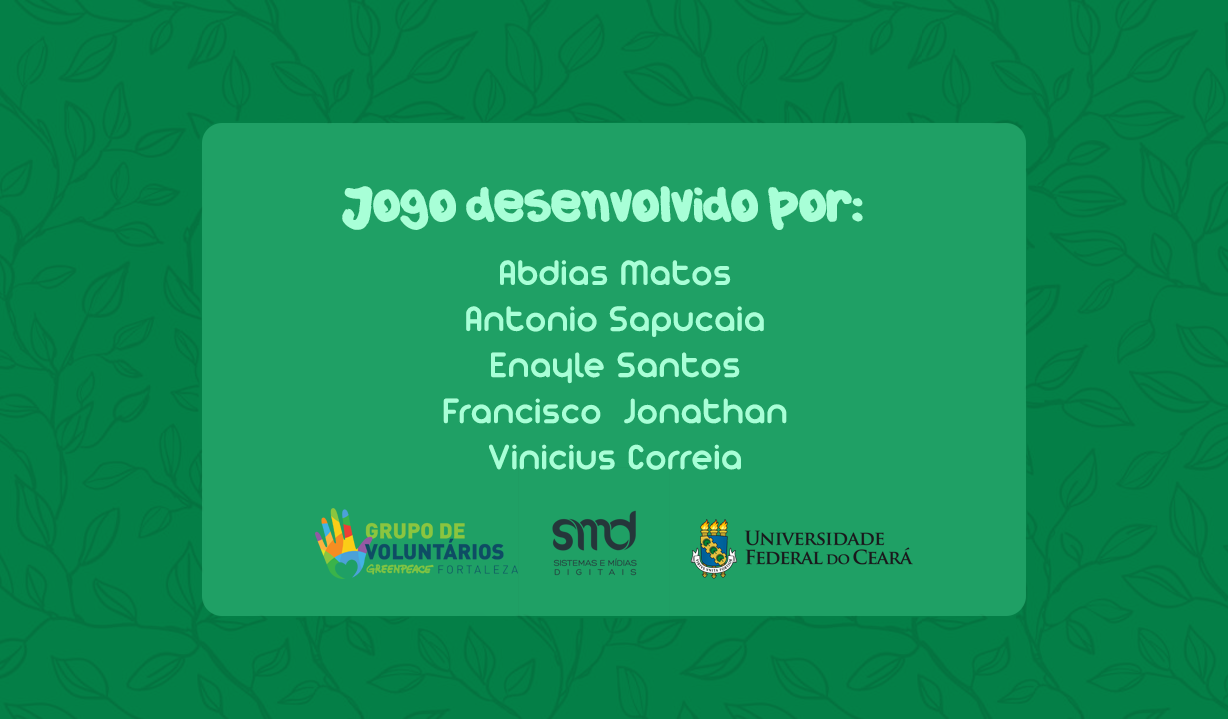 Jogo desenvolvido por:
Abdias Matos
Antonio Sapucaia
Enayle Santos
Francisco Jonathan
Vinicius Correia
GRUPO DE
VOLUNTÁRIOS
GREENPEACE FORTALEZA
smd
SISTEMAS E MÍDIAS
DIGITAIS
UNIVERSIDADE
FEDERAL DO CEARÁ